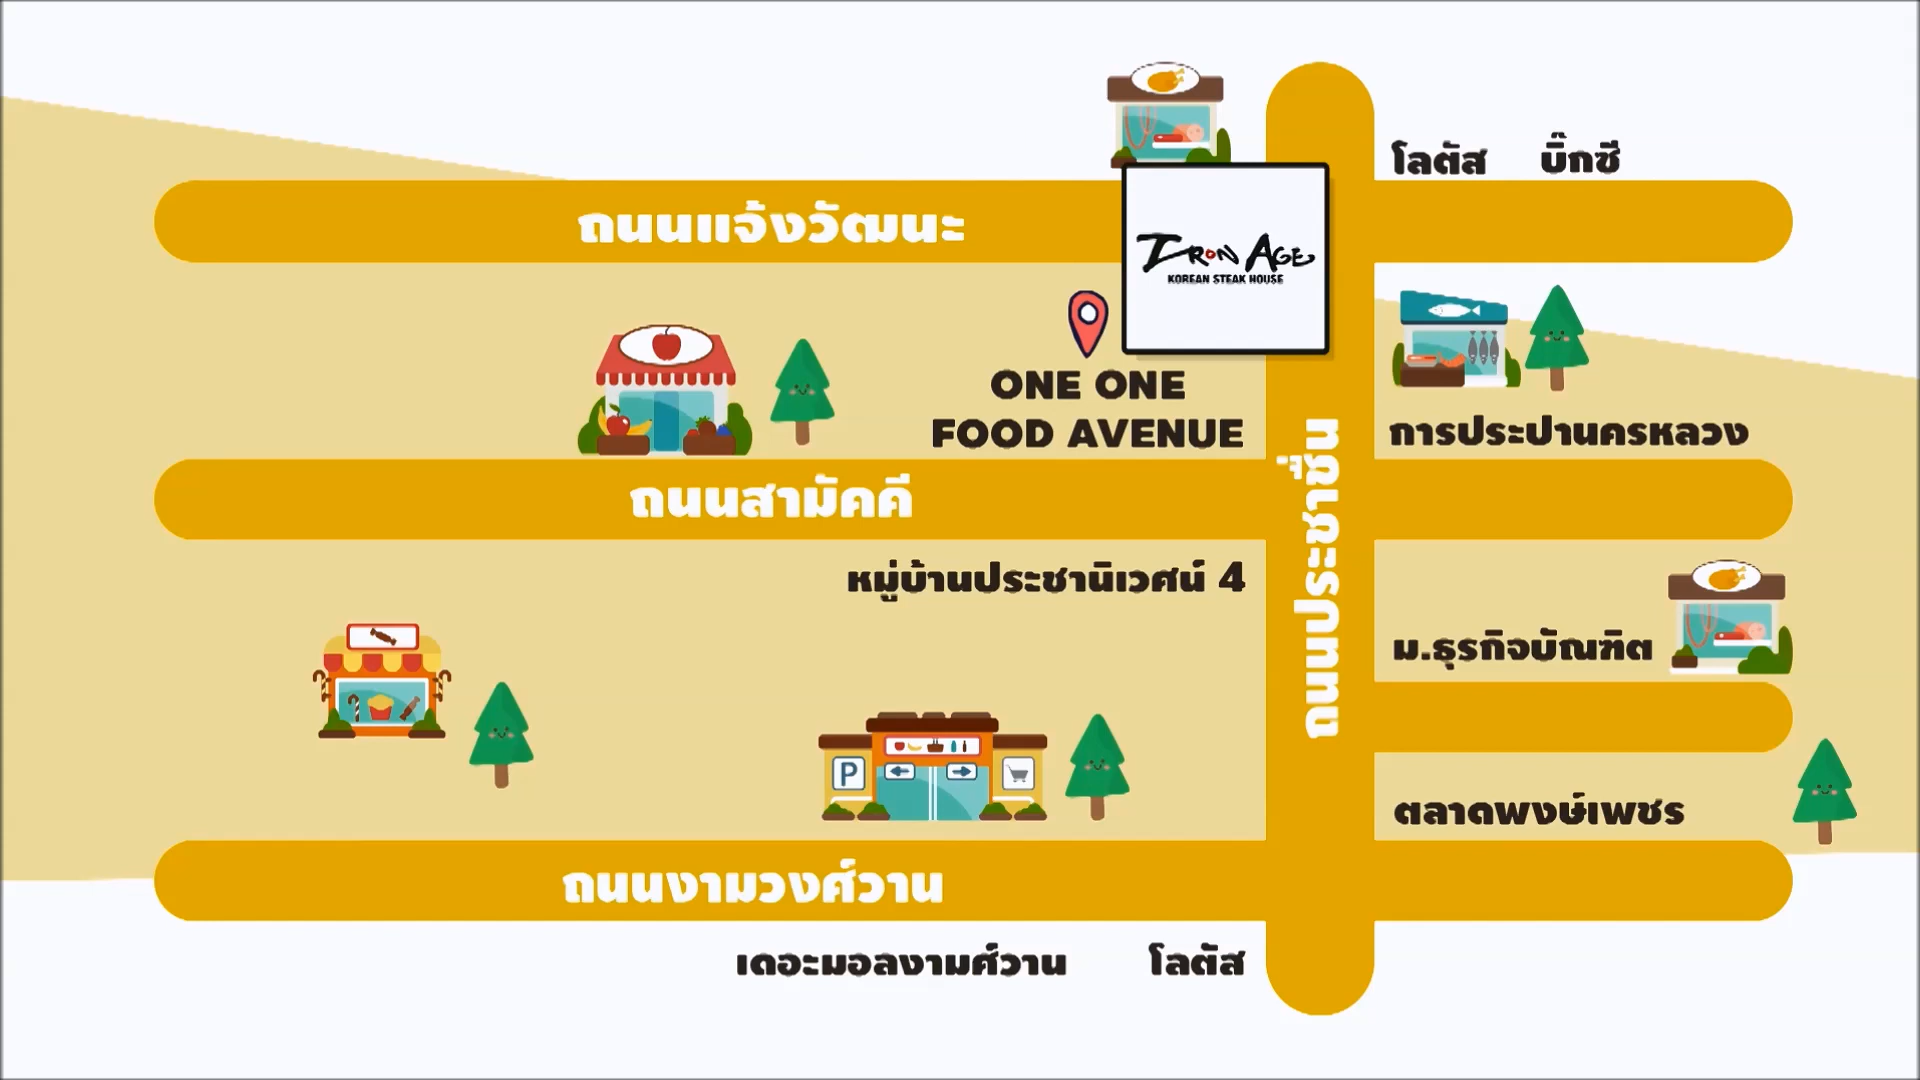 โลตัส บิ๊กซี
ถนนแจ้งวัฒนะ
IRON AGE
KOREAN STEAK HOUSE
ONE ONE
FOOD AVENUE
การประปานครหลวง
ถนนสามัคคี
ถนนประชาชื่น
หมู่บ้านประชานิเวศน์ 4
ม.ธุรกิจบัณฑิต
P
ตลาดพงษ์เพชร
ถนนงามวงศ์วาน
เดอะมอลงามศ์วาน โลตัส